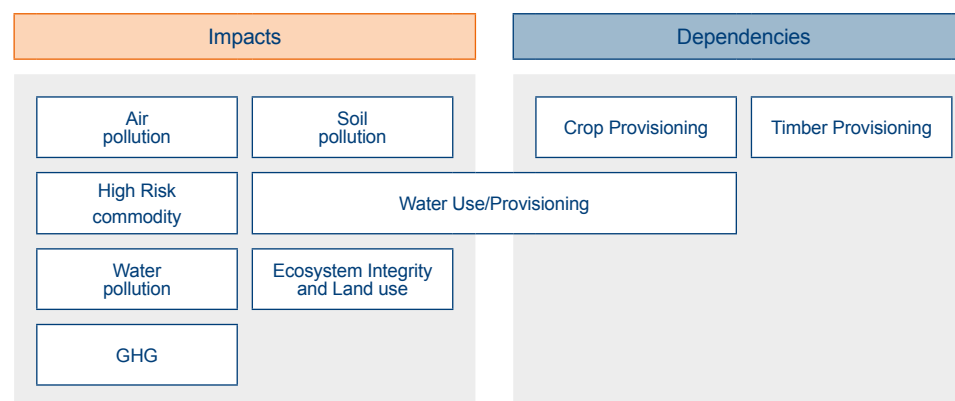 Impacts
Dependencies
Air
pollution
Soil
pollution
Crop Provisioning
Timber Provisioning
High Risk
commodity
Water Use/Provisioning
Water
pollution
Ecosystem Integrity
and Land use
GHG